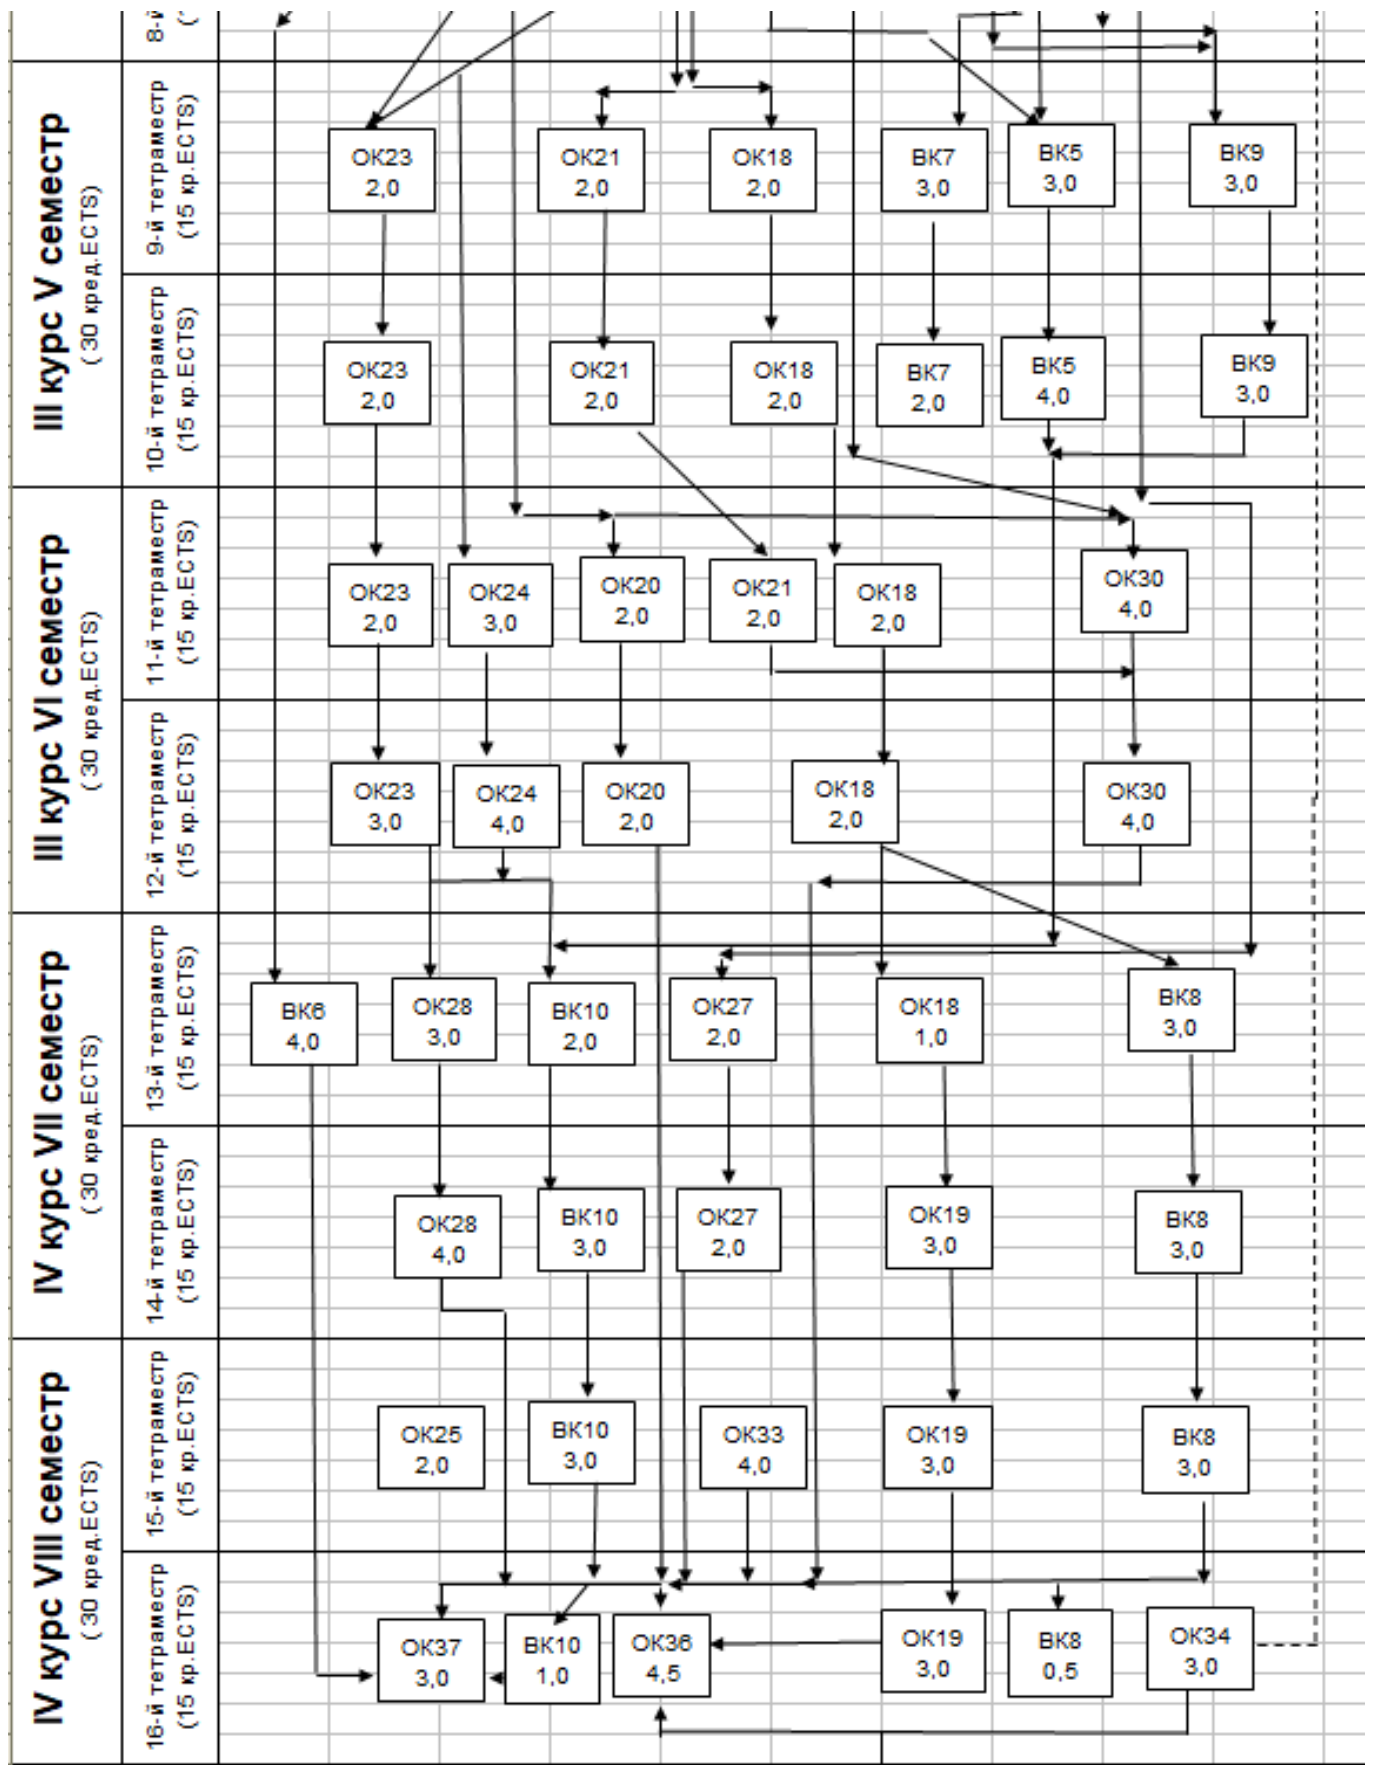 8-й
III курс V семестр
( 30 кред.ECTS)
9-й тетраместр
(15 кр.ECTS)
ОК23
2,0
ОК21
2,0
ОК18
2,0
ВК7
3,0
ВК5
3,0
ВК9
3,0
10-й тетраместр
(15 кр.ECTS)
ОК23
2,0
ОК21
2,0
ОК18
2,0
ВК7
2,0
ВК5
4,0
ВК9
3,0
III курс VI семестр
( 30 кред.ECTS)
11-й тетраместр
(15 кр.ECTS)
ОК23
2,0
ОК24
3,0
ОК20
2,0
ОК21
2,0
ОК18
2,0
ОК30
4,0
12-й тетраместр
(15 кр.ECTS)
ОК23
3,0
ОК24
4,0
ОК20
2,0
ОК18
2,0
ОК30
4,0
IV курс VII семестр
( 30 кред.ECTS)
13-й тетраместр
(15 кр.ECTS)
ВК6
4,0
ОК28
3,0
ВК10
2,0
ОК27
2,0
ОК18
1,0
ВК8
3,0
14-й тетраместр
(15 кр.ECTS)
ОК28
4,0
ВК10
3,0
ОК27
2,0
ОК19
3,0
ВК8
3,0
IV курс VIII семестр
( 30 кред.ECTS)
15-й тетраместр
(15 кр.ECTS)
ОК25
2,0
ВК10
3,0
ОК33
4,0
ОК19
3,0
ВК8
3,0
16-й тетраместр
(15 кр.ECTS)
ОК37
3,0
ВК10
1,0
ОК36
4,5
ОК19
3,0
ВК8
0,5
ОК34
3,0